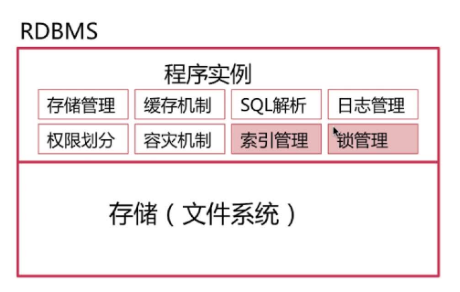 RDBMS
程序实例
存储管理 缓存机制 SQL解析 日志管理
权限划分 容灾机制 索引管理 锁管理
存储（文件系统）